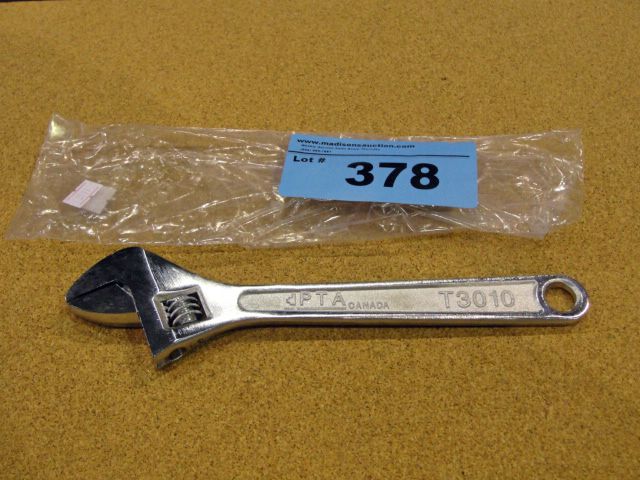 www.madisonsauction.com
Lot # 378
JPTA CANADA T3010